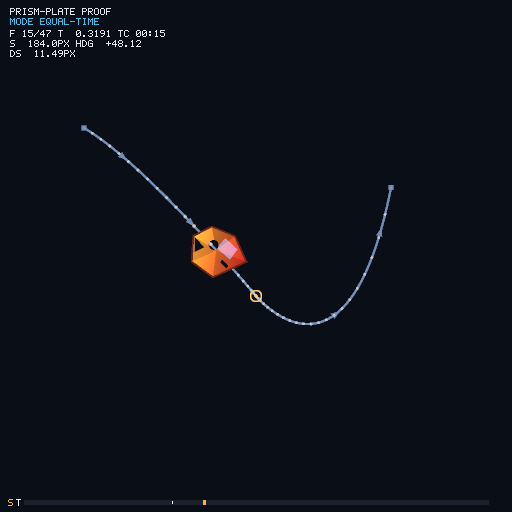 PRISM-PLATE PROOF
MODE EQUAL-TIME
F 15/47 T  0.3191 TC 00:15
S  184.0PX HDG  +48.12
DS  11.49PX
ST